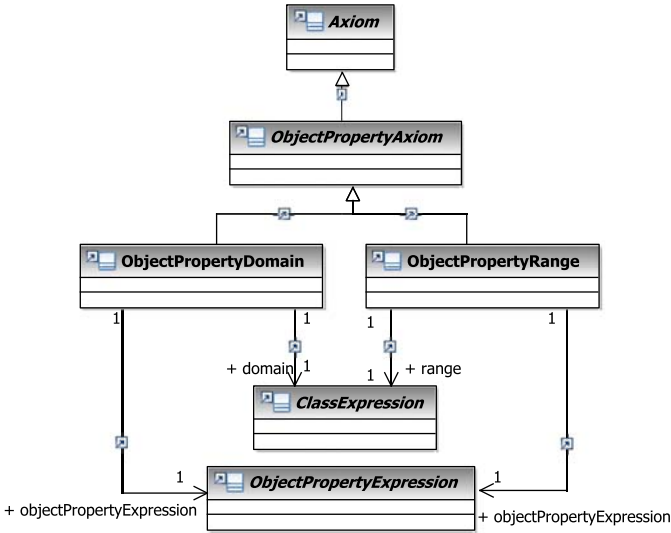 Axiom
ObjectPropertyAxiom
ObjectPropertyDomain
ObjectPropertyRange
1
1
1
1
+ domain
1
1
+ range
ClassExpression
1
ObjectPropertyExpression
1
+ objectPropertyExpression
+ objectPropertyExpression